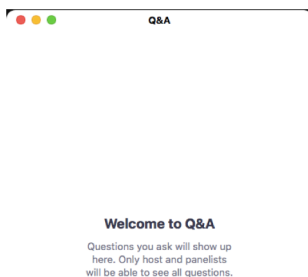 Q&A
Welcome to Q&A
Questions you ask will show up
here. Only host and panelists
will be able to see all questions.